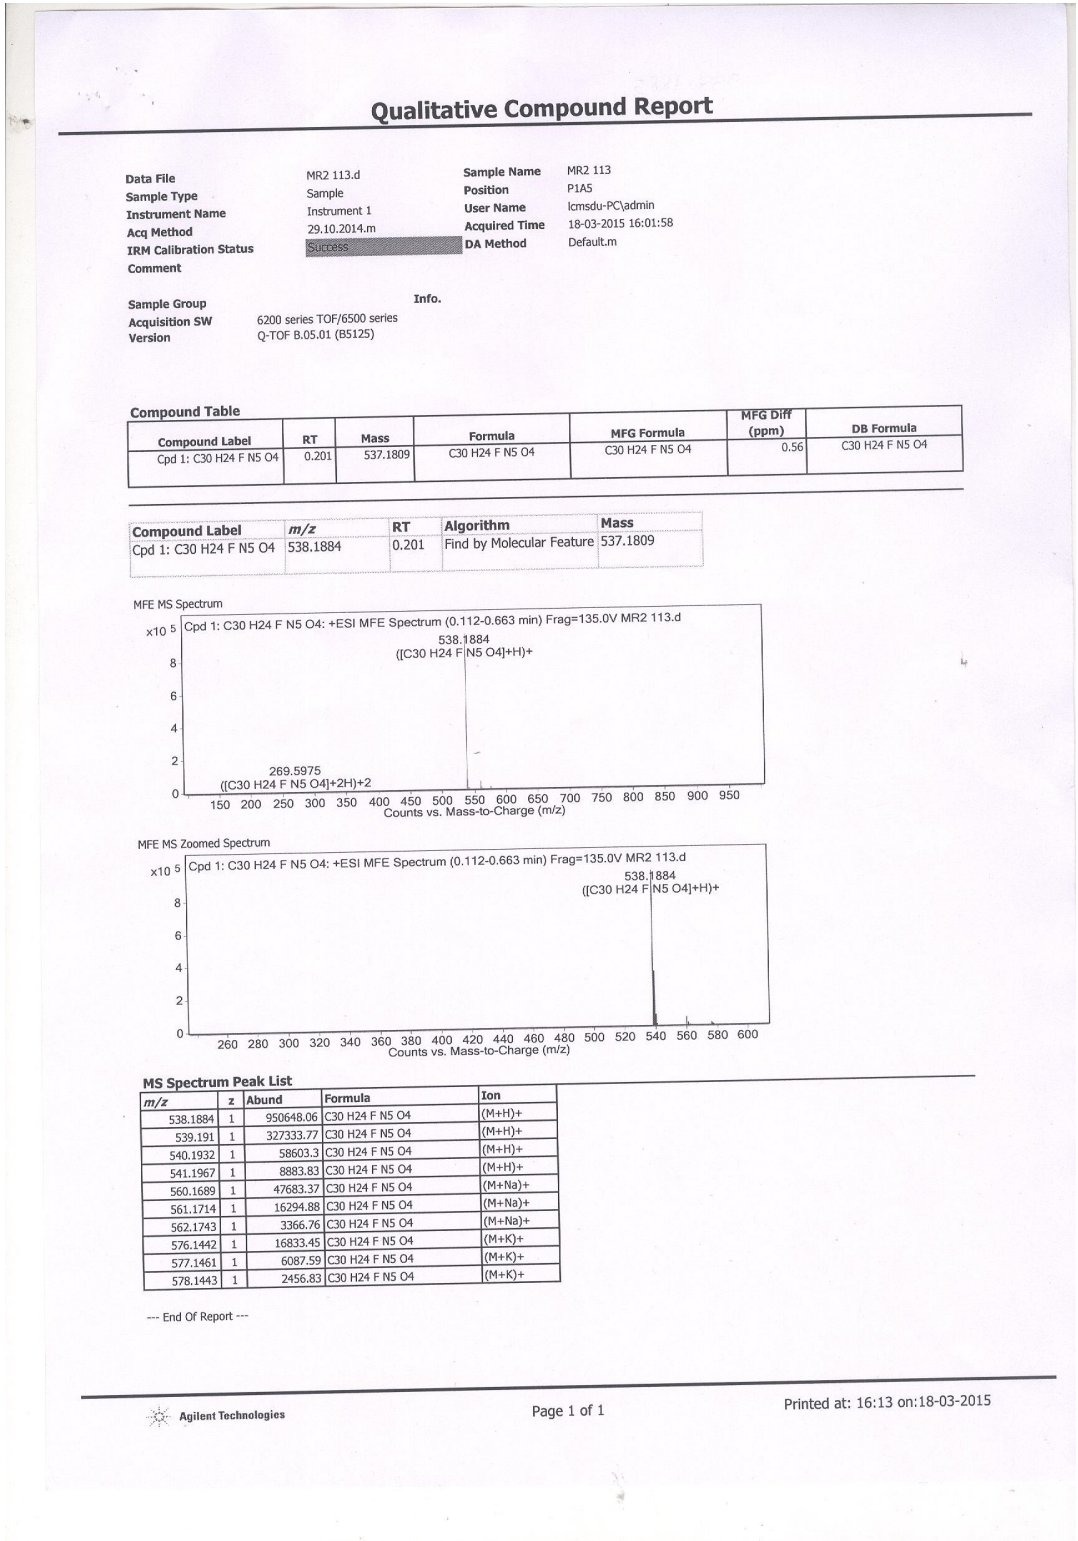 Qualitative Compound Report
Data File MR2 113.d Sample Name MR2 113
Sample Type Sample Position P1A5
Instrument Name Instrument 1 User Name lcmsdu-PC\admin
Acq Method 29.10.2014.m Acquired Time 18-03-2015 16:01:58
IRM Calibration Status Success DA Method Default.m
Comment
Sample Group Info.
Acquisition SW 6200 series TOF/6500 series
Version Q-TOF B.05.01 (B5125)
Compound Table
Compound Label RT Mass Formula MFG Formula MFG Diff (ppm) DB Formula
Cpd 1: C30 H24 F N5 O4 0.201 537.1809 C30 H24 F N5 O4 C30 H24 F N5 O4 0.56 C30 H24 F N5 O4
Compound Label m/z RT Algorithm Mass
Cpd 1: C30 H24 F N5 O4 538.1884 0.201 Find by Molecular Feature 537.1809
MFE MS Spectrum
x10 5 Cpd 1: C30 H24 F N5 O4: +ESI MFE Spectrum (0.112-0.663 min) Frag=135.0V MR2 113.d
538.1884
([C30 H24 F N5 O4]+H)+
8
6
4
2
269.5975
([C30 H24 F N5 O4]+2H)+2
0
150 200 250 300 350 400 450 500 550 600 650 700 750 800 850 900 950
Counts vs. Mass-to-Charge (m/z)
MFE MS Zoomed Spectrum
x10 5 Cpd 1: C30 H24 F N5 O4: +ESI MFE Spectrum (0.112-0.663 min) Frag=135.0V MR2 113.d
538.1884
([C30 H24 F N5 O4]+H)+
8
6
4
2
0
260 280 300 320 340 360 380 400 420 440 460 480 500 520 540 560 580 600
Counts vs. Mass-to-Charge (m/z)
MS Spectrum Peak List
m/z z Abund Formula Ion
538.1884 1 950648.06 C30 H24 F N5 O4 (M+H)+
539.191 1 327333.77 C30 H24 F N5 O4 (M+H)+
540.1932 1 58603.3 C30 H24 F N5 O4 (M+H)+
541.1967 1 8883.83 C30 H24 F N5 O4 (M+H)+
560.1689 1 47683.37 C30 H24 F N5 O4 (M+Na)+
561.1714 1 16294.88 C30 H24 F N5 O4 (M+Na)+
562.1743 1 3366.76 C30 H24 F N5 O4 (M+Na)+
576.1442 1 16833.45 C30 H24 F N5 O4 (M+K)+
577.1461 1 6087.59 C30 H24 F N5 O4 (M+K)+
578.1443 1 2456.83 C30 H24 F N5 O4 (M+K)+
--- End Of Report ---
Agilent Technologies Page 1 of 1 Printed at: 16:13 on:18-03-2015